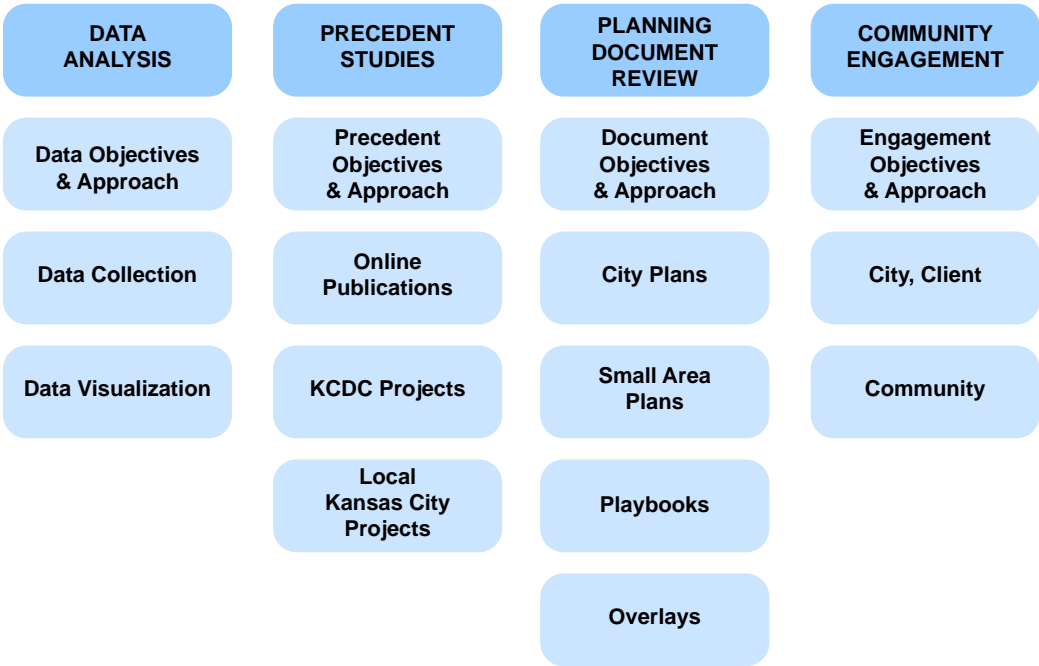 DATA
ANALYSIS
PRECEDENT
STUDIES
PLANNING
DOCUMENT
REVIEW
COMMUNITY
ENGAGEMENT
Data Objectives
& Approach
Precedent
Objectives
& Approach
Document
Objectives
& Approach
Engagement
Objectives
& Approach
Data Collection
Online
Publications
City Plans
City, Client
Data Visualization
KCDC Projects
Small Area
Plans
Community
Local
Kansas City
Projects
Playbooks
Overlays